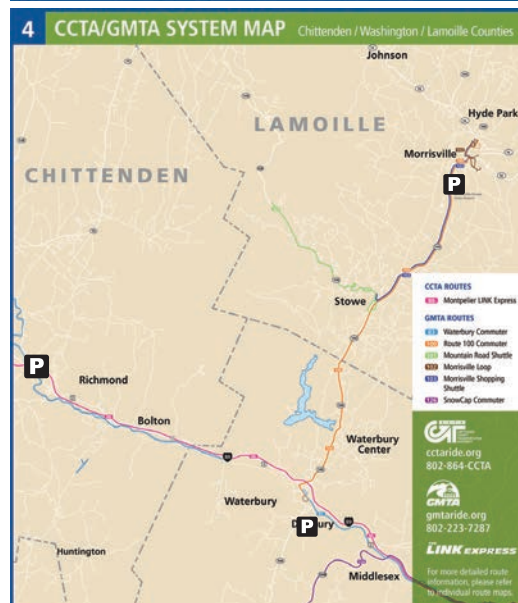 4 CCTA/GMTA SYSTEM MAP Chittenden / Washington / Lamoille Counties
Johnson
Hyde Park
LAMOILLE
Morrisville
CHITTENDEN
P
Stowe
CCTA ROUTES
Montpelier LINK Express
GMTA ROUTES
Waterbury Commuter
Route 100 Commuter
Mountain Road Shuttle
Morrisville Loop
Morrisville Shopping
Shuttle
SnowCap Commuter
P
Richmond
Bolton
Waterbury
Center
cctaride.org
802-864-CCTA
Waterbury
GMTA
gmtaride.org
802-223-7287
P
Huntington
LINK EXPRESS
Middlesex
For more detailed route
information, please refer
to individual route maps.